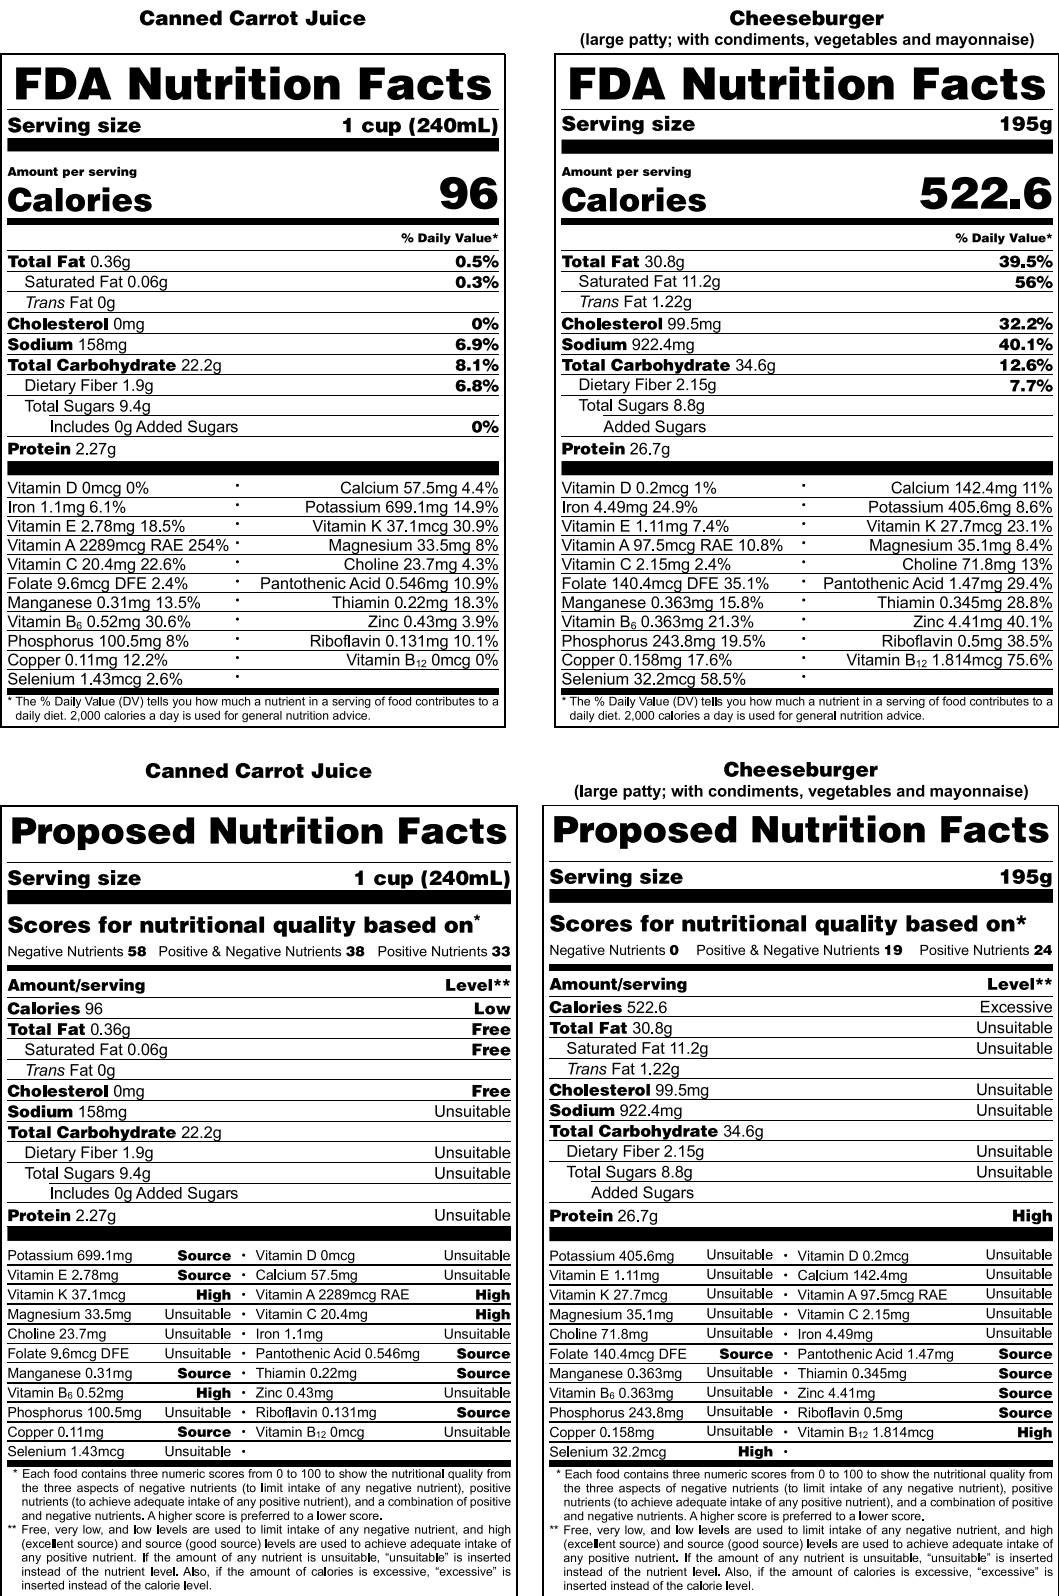 Canned Carrot Juice
FDA Nutrition Facts
Serving size 1 cup (240mL)
Amount per serving
Calories 96
% Daily Value*
Total Fat 0.36g 0.5%
Saturated Fat 0.06g 0.3%
Trans Fat 0g
Cholesterol 0mg 0%
Sodium 158mg 6.9%
Total Carbohydrate 22.2g 8.1%
Dietary Fiber 1.9g 6.8%
Total Sugars 9.4g
Includes 0g Added Sugars 0%
Protein 2.27g
Vitamin D 0mcg 0% • Calcium 57.5mg 4.4%
Iron 1.1mg 6.1% • Potassium 699.1mg 14.9%
Vitamin E 2.78mg 18.5% • Vitamin K 37.1mcg 30.9%
Vitamin A 2289mcg RAE 254% • Magnesium 33.5mg 8%
Vitamin C 20.4mg 22.6% • Choline 23.7mg 4.3%
Folate 9.6mcg DFE 2.4% • Pantothenic Acid 0.546mg 10.9%
Manganese 0.31mg 13.5% • Thiamin 0.22mg 18.3%
Vitamin B₆ 0.52mg 30.6% • Zinc 0.43mg 3.9%
Phosphorus 100.5mg 8% • Riboflavin 0.131mg 10.1%
Copper 0.11mg 12.2% • Vitamin B₁₂ 0mcg 0%
Selenium 1.43mcg 2.6% •
* The % Daily Value (DV) tells you how much a nutrient in a serving of food contributes to a
daily diet. 2,000 calories a day is used for general nutrition advice.
Cheeseburger
(large patty; with condiments, vegetables and mayonnaise)
FDA Nutrition Facts
Serving size 195g
Amount per serving
Calories 522.6
% Daily Value*
Total Fat 30.8g 39.5%
Saturated Fat 11.2g 56%
Trans Fat 1.22g
Cholesterol 99.5mg 32.2%
Sodium 922.4mg 40.1%
Total Carbohydrate 34.6g 12.6%
Dietary Fiber 2.15g 7.7%
Total Sugars 8.8g
Added Sugars
Protein 26.7g
Vitamin D 0.2mcg 1% • Calcium 142.4mg 11%
Iron 4.49mg 24.9% • Potassium 405.6mg 8.6%
Vitamin E 1.11mg 7.4% • Vitamin K 27.7mcg 23.1%
Vitamin A 97.5mcg RAE 10.8% • Magnesium 35.1mg 8.4%
Vitamin C 2.15mg 2.4% • Choline 71.8mg 13%
Folate 140.4mcg DFE 35.1% • Pantothenic Acid 1.47mg 29.4%
Manganese 0.363mg 15.8% • Thiamin 0.345mg 28.8%
Vitamin B₆ 0.363mg 21.3% • Zinc 4.41mg 40.1%
Phosphorus 243.8mg 19.5% • Riboflavin 0.5mg 38.5%
Copper 0.158mg 17.6% • Vitamin B₁₂ 1.814mcg 75.6%
Selenium 32.2mcg 58.5% •
* The % Daily Value (DV) tells you how much a nutrient in a serving of food contributes to a
daily diet. 2,000 calories a day is used for general nutrition advice.
Canned Carrot Juice
Proposed Nutrition Facts
Serving size 1 cup (240mL)
Scores for nutritional quality based on*
Negative Nutrients 58 Positive & Negative Nutrients 38 Positive Nutrients 33
Amount/serving Level**
Calories 96 Low
Total Fat 0.36g Free
Saturated Fat 0.06g Free
Trans Fat 0g
Cholesterol 0mg Free
Sodium 158mg Unsuitable
Total Carbohydrate 22.2g
Dietary Fiber 1.9g Unsuitable
Total Sugars 9.4g Unsuitable
Includes 0g Added Sugars
Protein 2.27g Unsuitable
Potassium 699.1mg Source • Vitamin D 0mcg Unsuitable
Vitamin E 2.78mg Source • Calcium 57.5mg Unsuitable
Vitamin K 37.1mcg High • Vitamin A 2289mcg RAE High
Magnesium 33.5mg Unsuitable • Vitamin C 20.4mg High
Choline 23.7mg Unsuitable • Iron 1.1mg Unsuitable
Folate 9.6mcg DFE Unsuitable • Pantothenic Acid 0.546mg Source
Manganese 0.31mg Source • Thiamin 0.22mg Source
Vitamin B₆ 0.52mg High • Zinc 0.43mg Unsuitable
Phosphorus 100.5mg Unsuitable • Riboflavin 0.131mg Source
Copper 0.11mg Source • Vitamin B₁₂ 0mcg Unsuitable
Selenium 1.43mcg Unsuitable •
* Each food contains three numeric scores from 0 to 100 to show the nutritional quality from
the three aspects of negative nutrients (to limit intake of any negative nutrient), positive
nutrients (to achieve adequate intake of any positive nutrient), and a combination of positive
and negative nutrients. A higher score is preferred to a lower score.
** Free, very low, and low levels are used to limit intake of any negative nutrient, and high
(excellent source) and source (good source) levels are used to achieve adequate intake of
any positive nutrient. If the amount of any nutrient is unsuitable, “unsuitable” is inserted
instead of the nutrient level. Also, if the amount of calories is excessive, “excessive” is
inserted instead of the calorie level.
Cheeseburger
(large patty; with condiments, vegetables and mayonnaise)
Proposed Nutrition Facts
Serving size 195g
Scores for nutritional quality based on*
Negative Nutrients 0 Positive & Negative Nutrients 19 Positive Nutrients 24
Amount/serving Level**
Calories 522.6 Excessive
Total Fat 30.8g Unsuitable
Saturated Fat 11.2g Unsuitable
Trans Fat 1.22g
Cholesterol 99.5mg Unsuitable
Sodium 922.4mg Unsuitable
Total Carbohydrate 34.6g
Dietary Fiber 2.15g Unsuitable
Total Sugars 8.8g Unsuitable
Added Sugars
Protein 26.7g High
Potassium 405.6mg Unsuitable • Vitamin D 0.2mcg Unsuitable
Vitamin E 1.11mg Unsuitable • Calcium 142.4mg Unsuitable
Vitamin K 27.7mcg Unsuitable • Vitamin A 97.5mcg RAE Unsuitable
Magnesium 35.1mg Unsuitable • Vitamin C 2.15mg Unsuitable
Choline 71.8mg Unsuitable • Iron 4.49mg Unsuitable
Folate 140.4mcg DFE Source • Pantothenic Acid 1.47mg Source
Manganese 0.363mg Unsuitable • Thiamin 0.345mg Source
Vitamin B₆ 0.363mg Unsuitable • Zinc 4.41mg Source
Phosphorus 243.8mg Unsuitable • Riboflavin 0.5mg Source
Copper 0.158mg Unsuitable • Vitamin B₁₂ 1.814mcg High
Selenium 32.2mcg High •
* Each food contains three numeric scores from 0 to 100 to show the nutritional quality from
the three aspects of negative nutrients (to limit intake of any negative nutrient), positive
nutrients (to achieve adequate intake of any positive nutrient), and a combination of positive
and negative nutrients. A higher score is preferred to a lower score.
** Free, very low, and low levels are used to limit intake of any negative nutrient, and high
(excellent source) and source (good source) levels are used to achieve adequate intake of
any positive nutrient. If the amount of any nutrient is unsuitable, “unsuitable” is inserted
instead of the nutrient level. Also, if the amount of calories is excessive, “excessive” is
inserted instead of the calorie level.